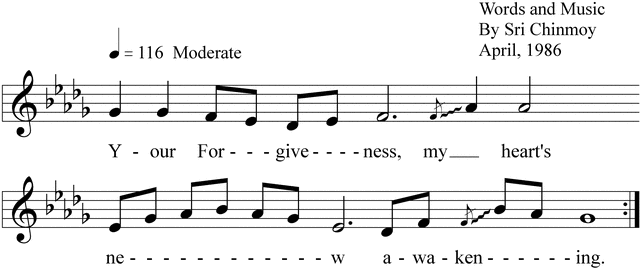 Words and Music
By Sri Chinmoy
April, 1986
= 116 Moderate
Y - our For - - - give - - - - ness, my ___ heart's
ne - - - - - - - - - - - - - - w a - wa - ken - - - - - - ing.